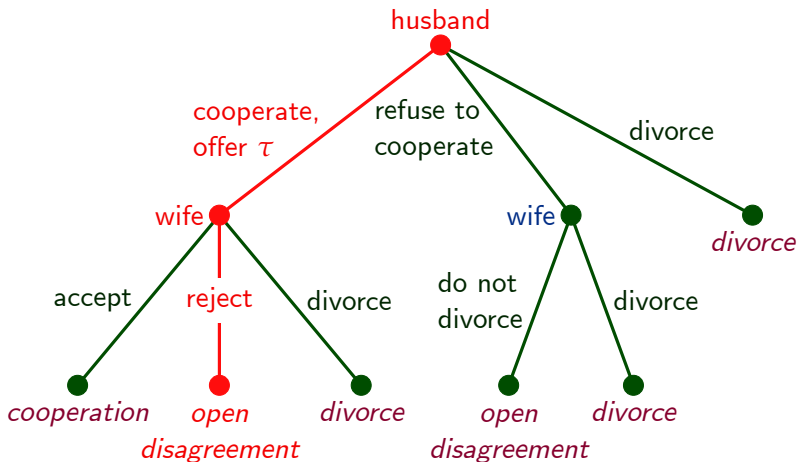 husband
cooperate,
offer τ
refuse to
cooperate
divorce
wife
wife
divorce
accept
reject
divorce
do not
divorce
divorce
cooperation
open
disagreement
divorce
open
disagreement
divorce